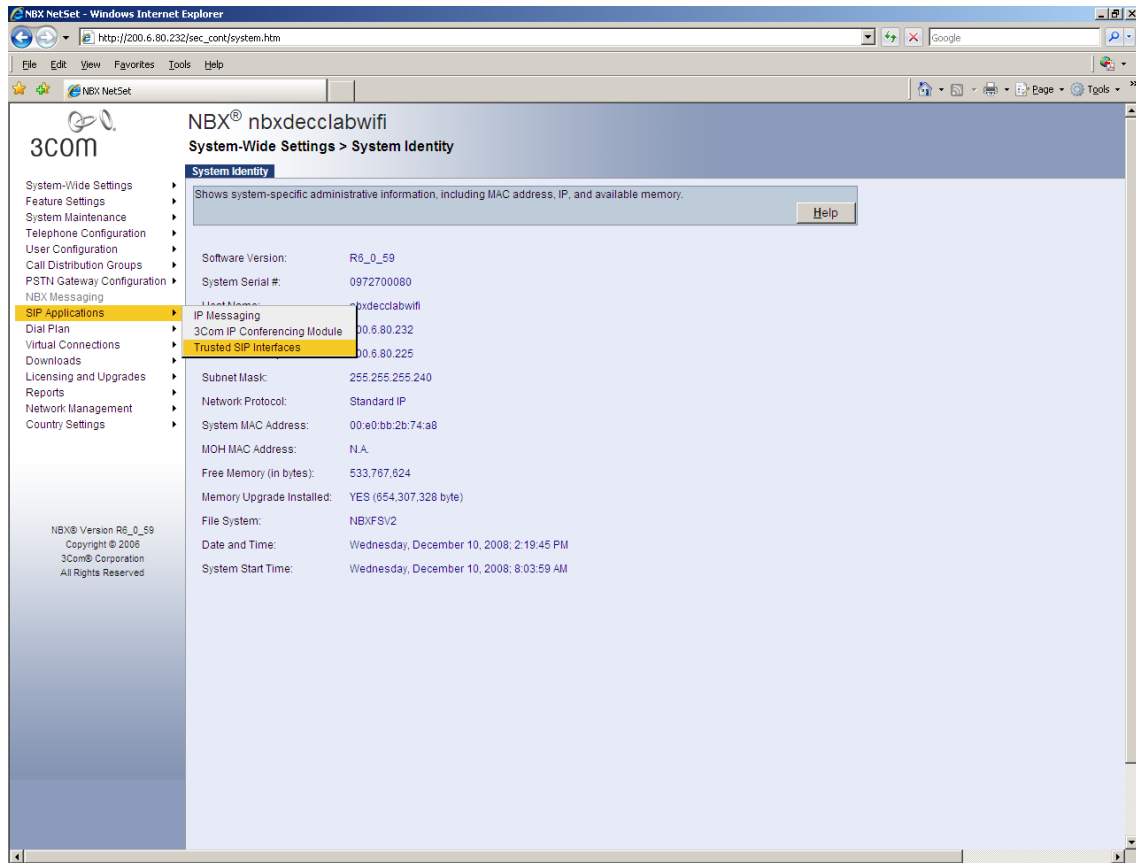 NBX NetSet - Windows Internet Explorer
http://200.6.80.232/sec_cont/system.htm
Google
File Edit View Favorites Tools Help
NBX NetSet
Page Tools »
3COM
NBX® nbxdecclabwifi
System-Wide Settings > System Identity
System Identity
Shows system-specific administrative information, including MAC address, IP, and available memory.
Help
System-Wide Settings
Feature Settings
System Maintenance
Telephone Configuration
User Configuration
Call Distribution Groups
PSTN Gateway Configuration
NBX Messaging
SIP Applications
Dial Plan
Virtual Connections
Downloads
Licensing and Upgrades
Reports
Network Management
Country Settings
IP Messaging
3Com IP Conferencing Module
Trusted SIP Interfaces
Software Version: R6_0_59
System Serial #: 0972700080
Host Name: nbxdecclabwifi
00.6.80.232
00.6.80.225
Subnet Mask: 255.255.255.240
Network Protocol: Standard IP
System MAC Address: 00:e0:bb:2b:74:a8
MOH MAC Address: N.A.
Free Memory (in bytes): 533,767,624
Memory Upgrade Installed: YES (654,307,328 byte)
File System: NBXFSV2
Date and Time: Wednesday, December 10, 2008; 2:19:45 PM
System Start Time: Wednesday, December 10, 2008; 8:03:59 AM
NBX® Version R6_0_59
Copyright © 2006
3Com® Corporation
All Rights Reserved